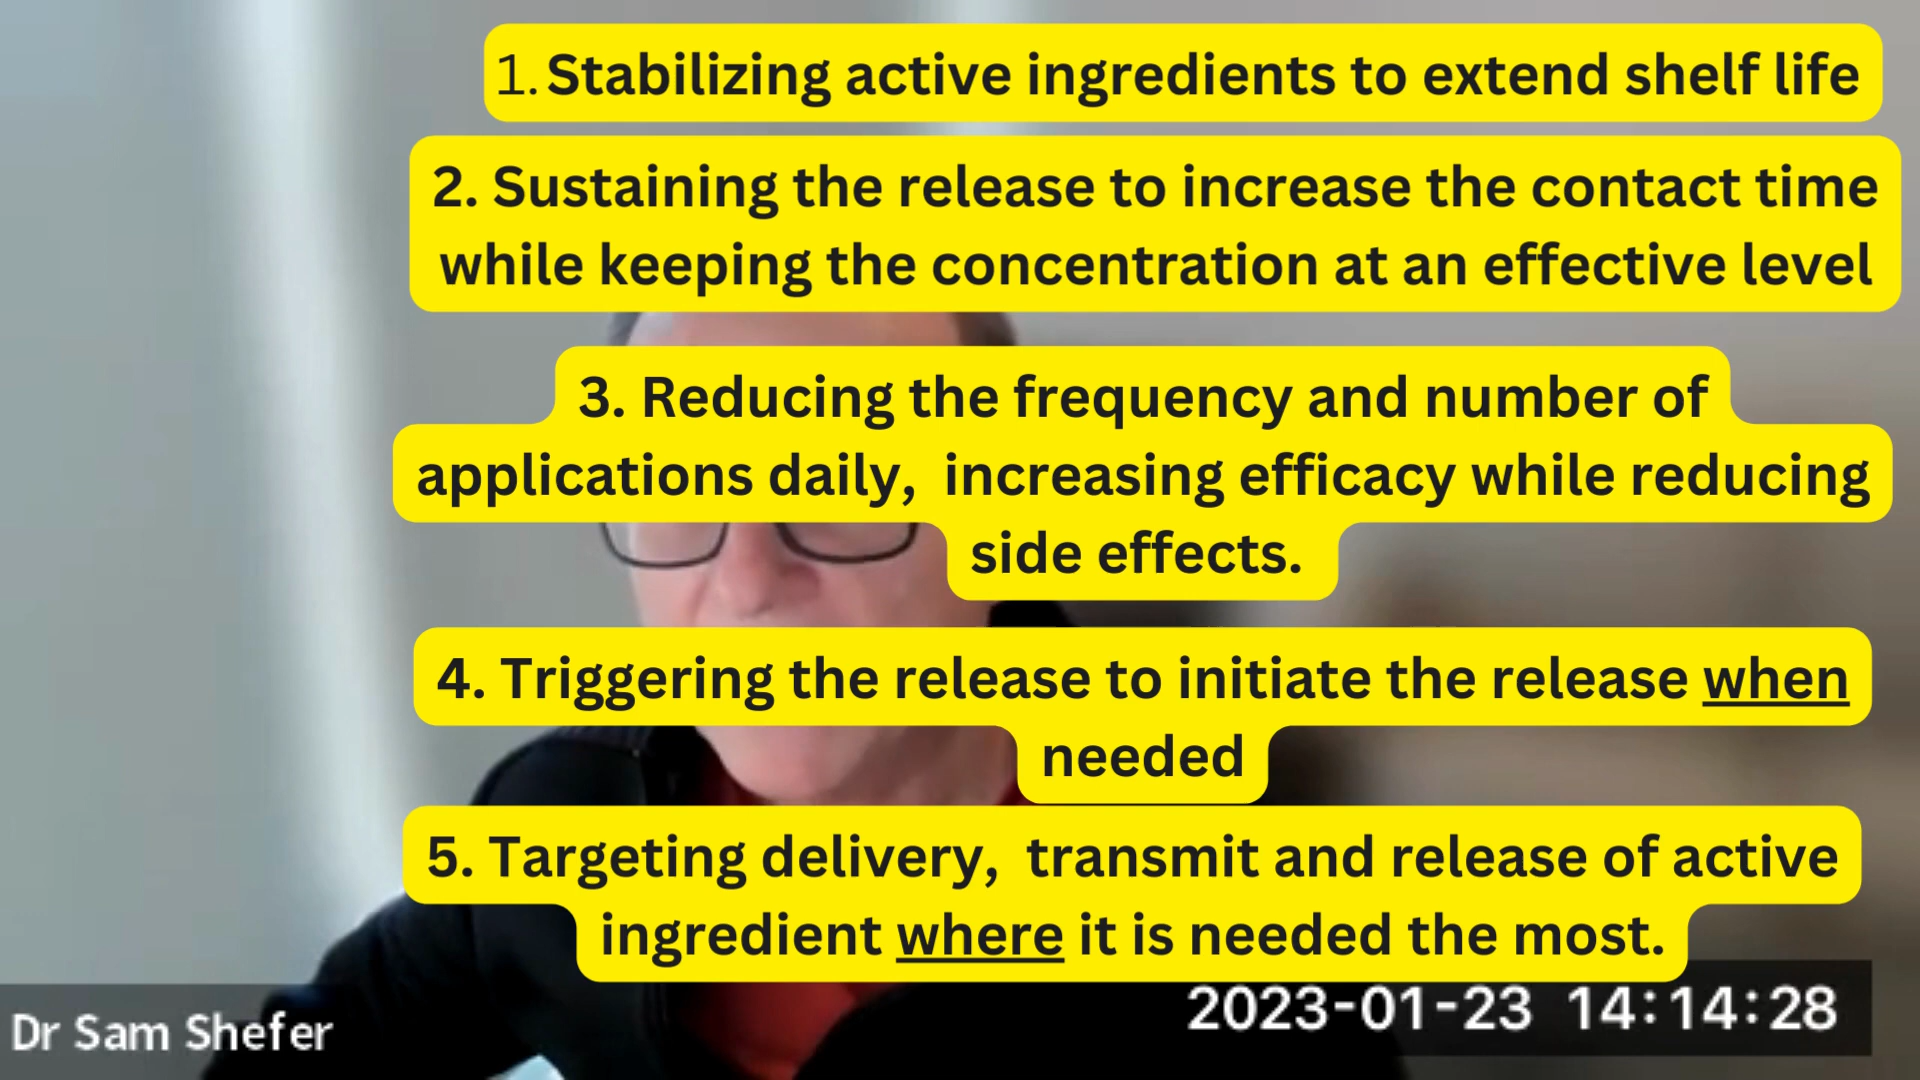 1. Stabilizing active ingredients to extend shelf life
2. Sustaining the release to increase the contact time
while keeping the concentration at an effective level
3. Reducing the frequency and number of
applications daily, increasing efficacy while reducing
side effects.
4. Triggering the release to initiate the release when
needed
5. Targeting delivery, transmit and release of active
ingredient where it is needed the most.
Dr Sam Shefer
2023-01-23 14:14:28